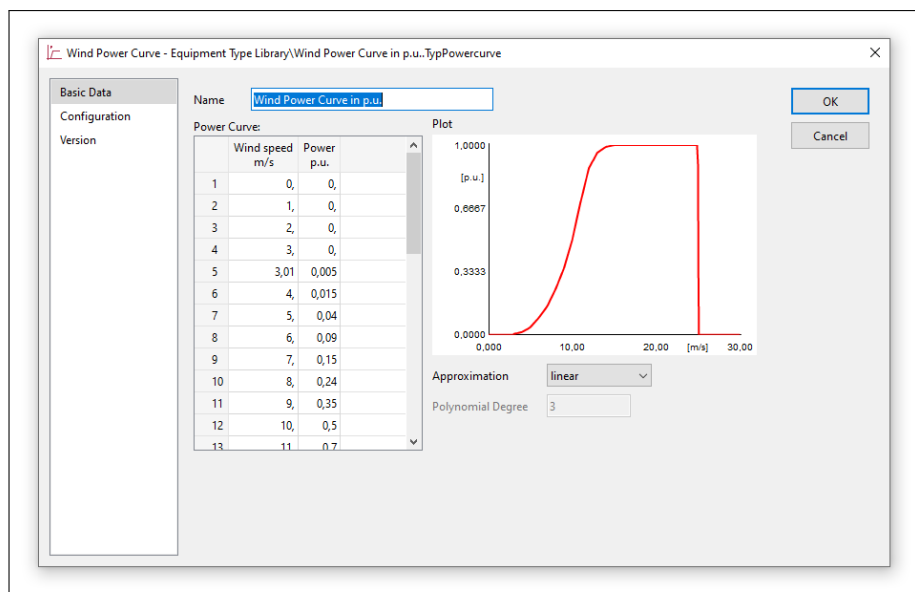 Wind Power Curve - Equipment Type Library\Wind Power Curve in p.u..TypPowercurve
Basic Data
Configuration
Version
Name Wind Power Curve in p.u.
OK
Cancel
Power Curve:
Wind speed Power
m/s p.u.
1 0, 0,
2 1, 0,
3 2, 0,
4 3, 0,
5 3,01 0,005
6 4, 0,015
7 5, 0,04
8 6, 0,09
9 7, 0,15
10 8, 0,24
11 9, 0,35
12 10, 0,5
13 11 0,7
Plot
1,0000
[p.u.]
0,6667
0,3333
0,0000
0,000 10,00 20,00 [m/s] 30,00
Approximation linear
Polynomial Degree 3